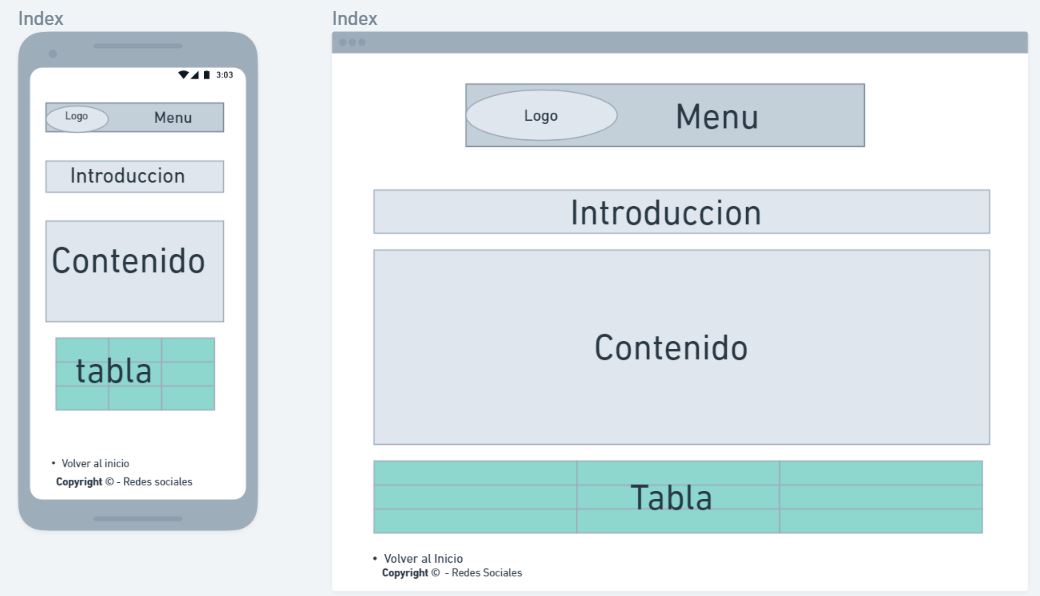 Index
3:03
Logo
Menu
Introduccion
Contenido
tabla
• Volver al inicio
Copyright © - Redes sociales
Index
Logo
Menu
Introduccion
Contenido
Tabla
• Volver al Inicio
Copyright © - Redes Sociales